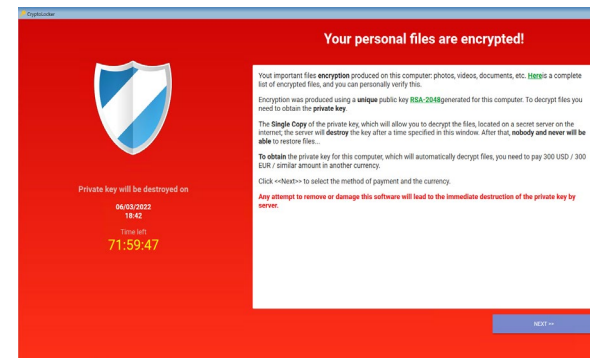 CryptoLocker
Your personal files are encrypted!
Yout important files encryption produced on this computer: photos, videos, documents, etc. Hereis a complete
list of encrypted files, and you can personally verify this.
Encryption was produced using a unique public key RSA-2048generated for this computer. To decrypt files you
need to obtain the private key.
The Single Copy of the private key, which will allow you to decrypt the files, located on a secret server on the
internet; the server will destroy the key after a time specified in this window. After that, nobody and never will be
able to restore files...
To obtain the private key for this computer, which will automatically decrypt files, you need to pay 300 USD / 300
EUR / similar amount in another currency.
Click <<Next>> to select the method of payment and the currency.
Any attempt to remove or damage this software will lead to the immediate destruction of the private key by
server.
Private key will be destroyed on
06/03/2022
18:42
Time left
71:59:47
NEXT >>